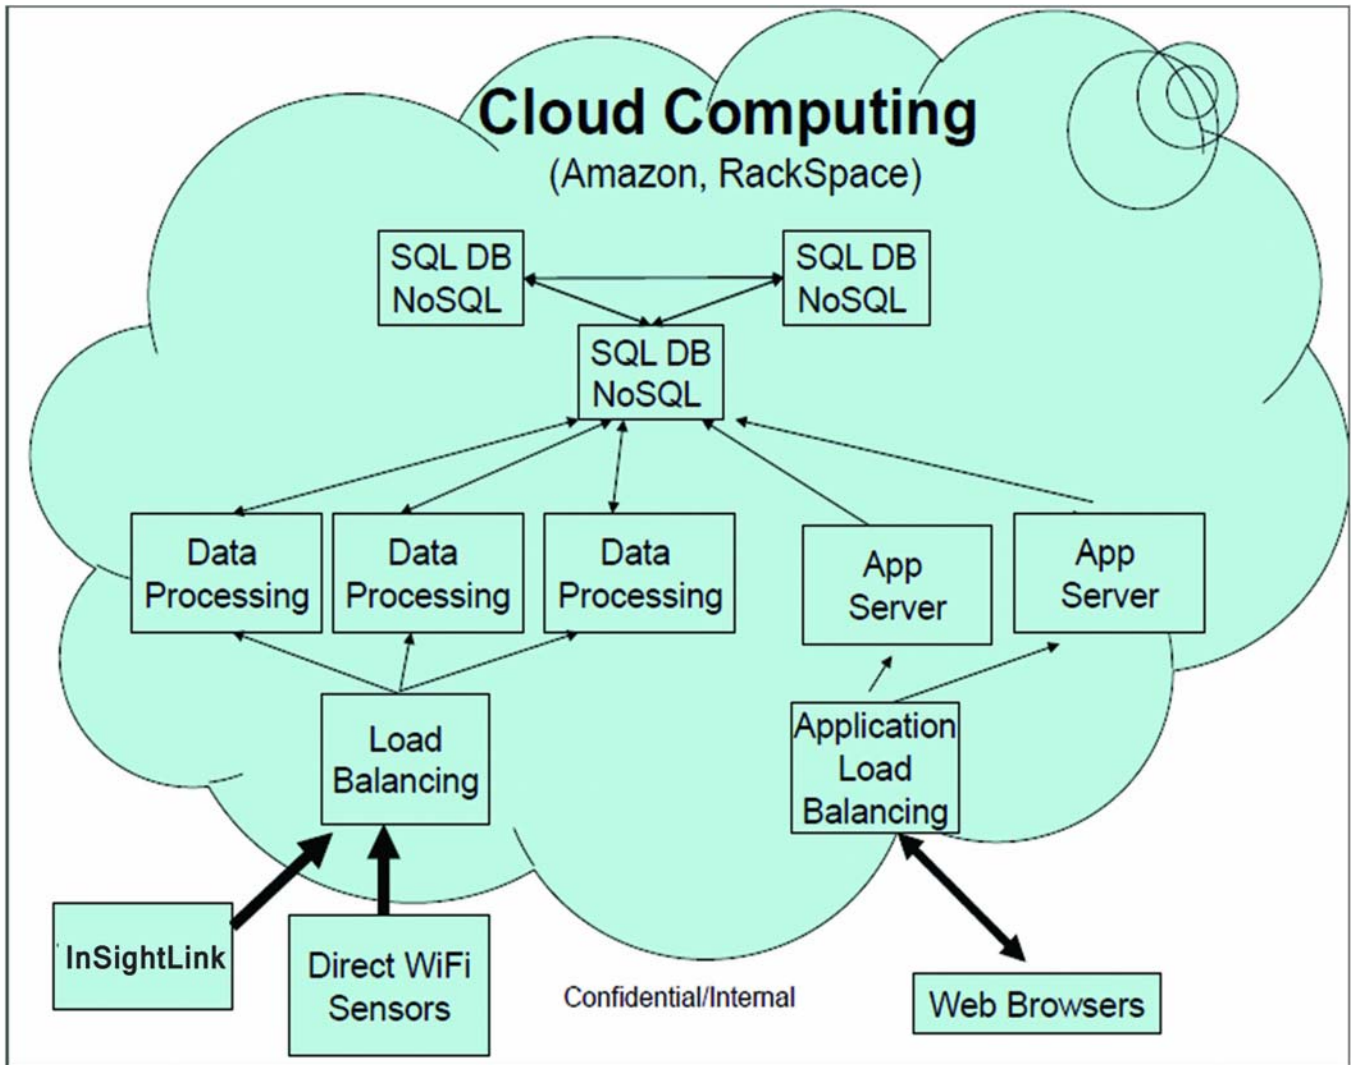 Cloud Computing
(Amazon, RackSpace)
SQL DB
NoSQL
SQL DB
NoSQL
SQL DB
NoSQL
Data
Processing
Data
Processing
Data
Processing
App
Server
App
Server
Load
Balancing
Application
Load
Balancing
InSightLink
Direct WiFi
Sensors
Confidential/Internal
Web Browsers